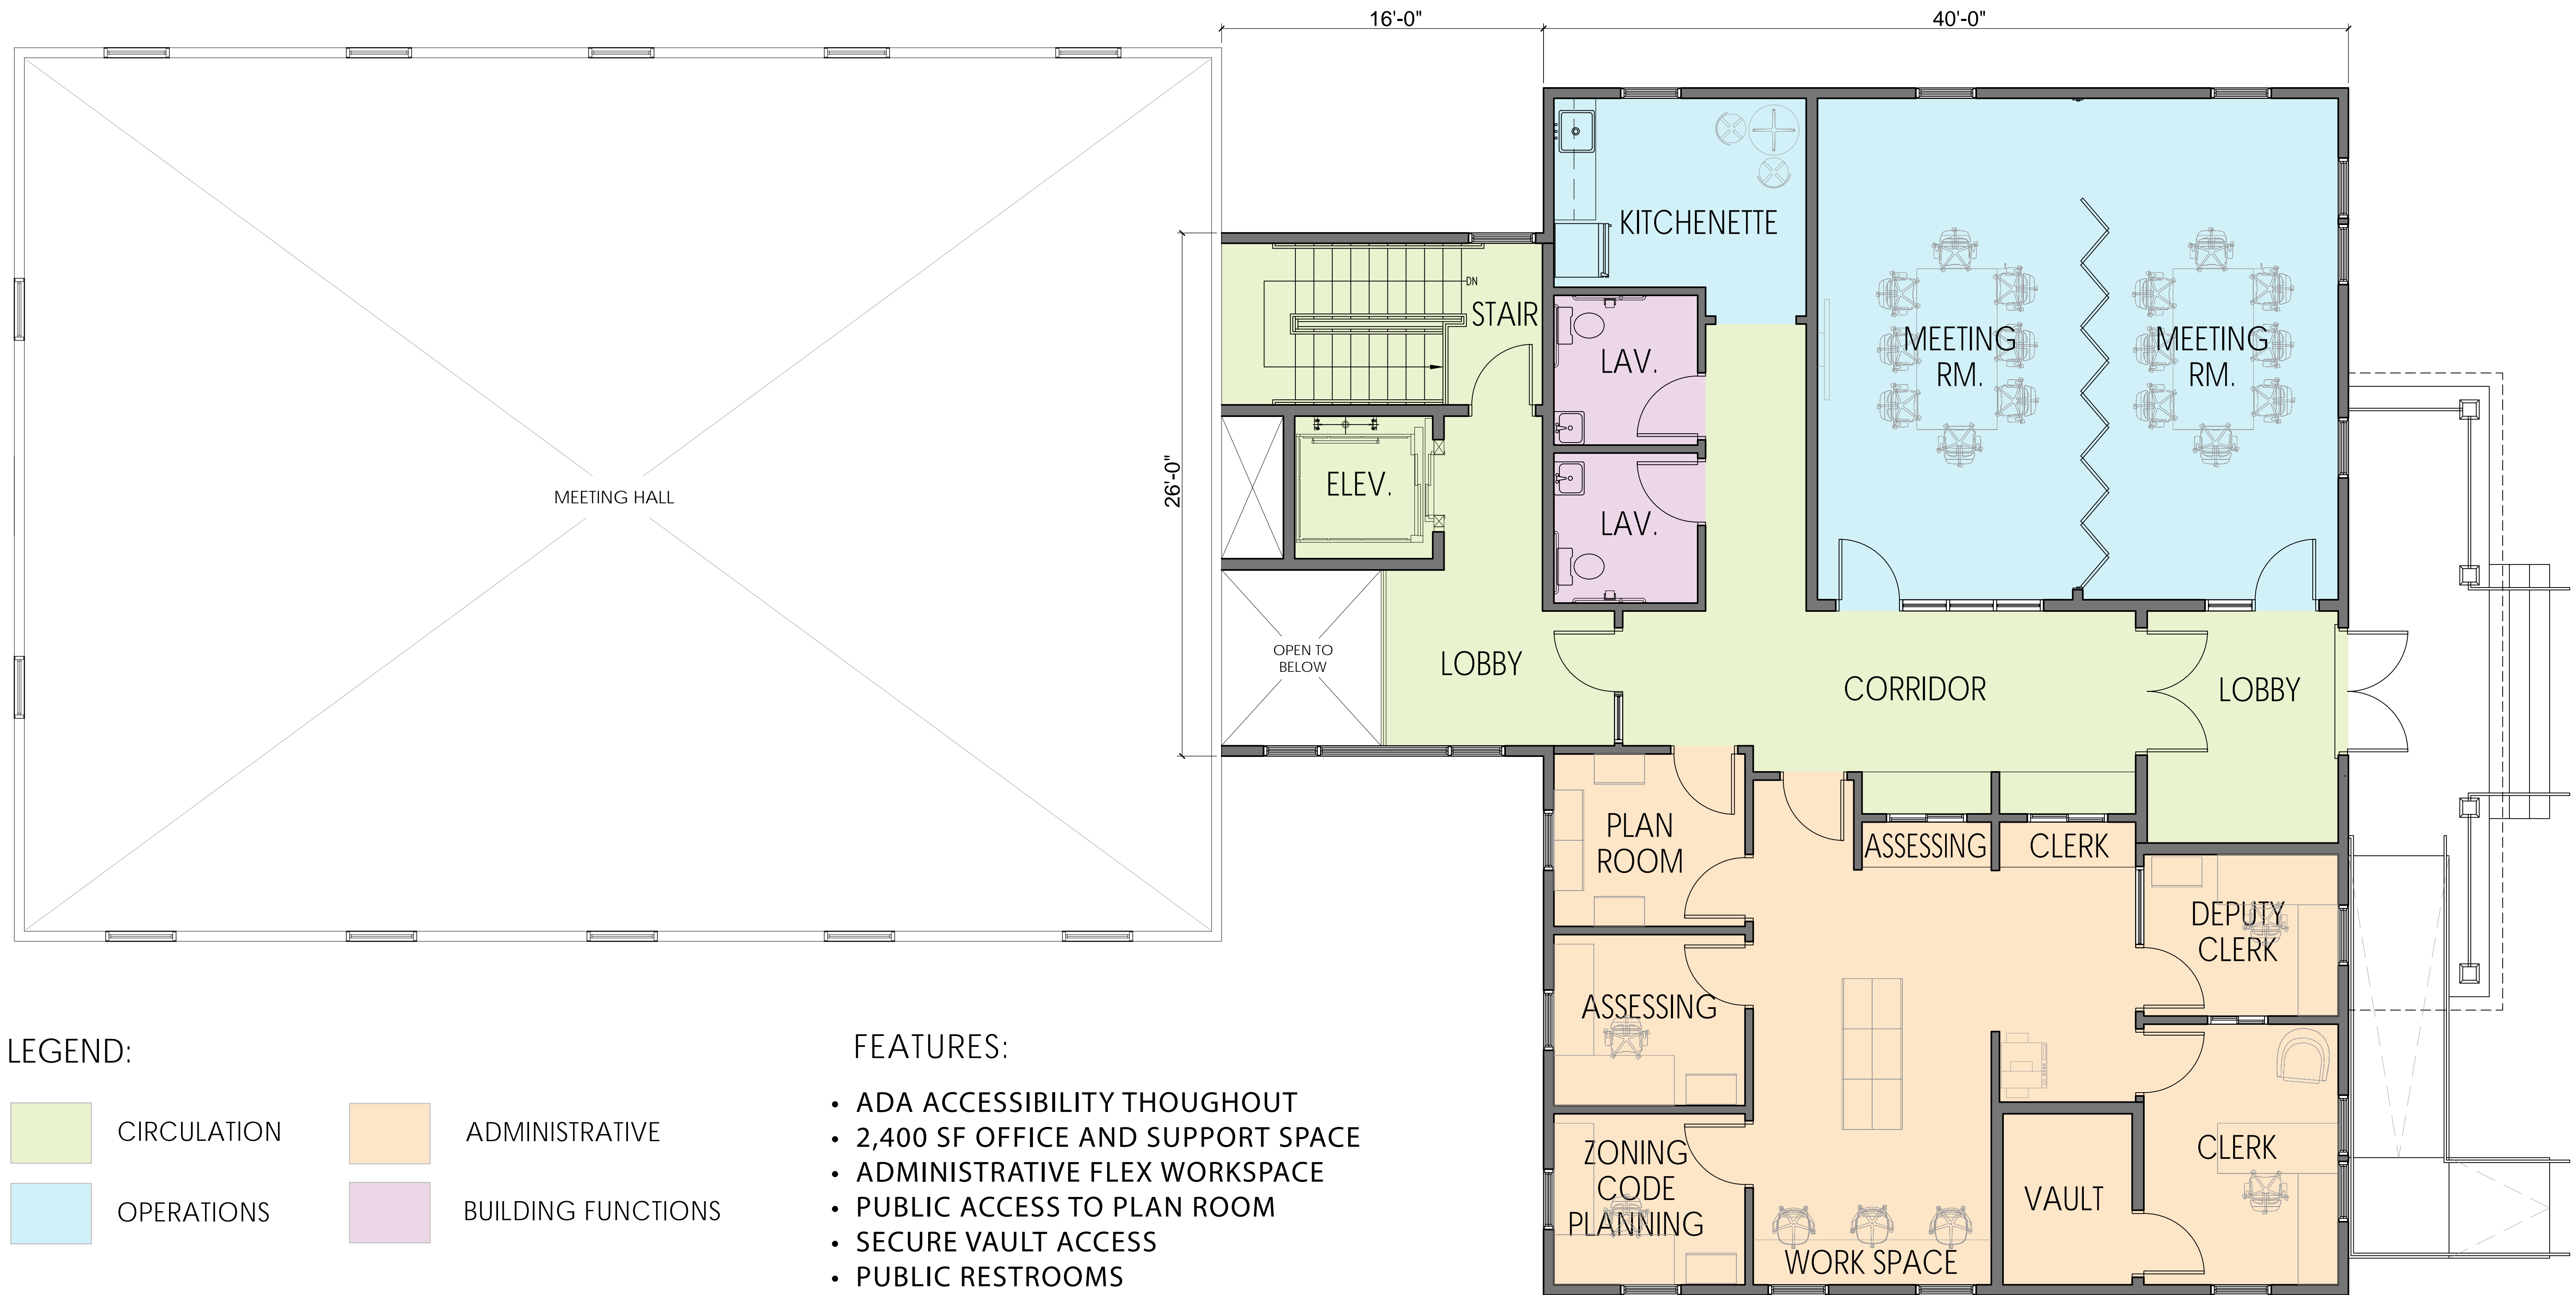 16'-0"
40'-0"
KITCHENETTE
DN
STAIR
LAV.
MEETING
RM.
MEETING
RM.
26'-0"
ELEV.
MEETING HALL
LAV.
OPEN TO
BELOW
LOBBY
CORRIDOR
LOBBY
PLAN
ROOM
ASSESSING
CLERK
DEPUTY
CLERK
ASSESSING
ZONING
CODE
PLANNING
CLERK
VAULT
WORK SPACE
LEGEND:
CIRCULATION
ADMINISTRATIVE
OPERATIONS
BUILDING FUNCTIONS
FEATURES:
• ADA ACCESSIBILITY THOUGHOUT
• 2,400 SF OFFICE AND SUPPORT SPACE
• ADMINISTRATIVE FLEX WORKSPACE
• PUBLIC ACCESS TO PLAN ROOM
• SECURE VAULT ACCESS
• PUBLIC RESTROOMS